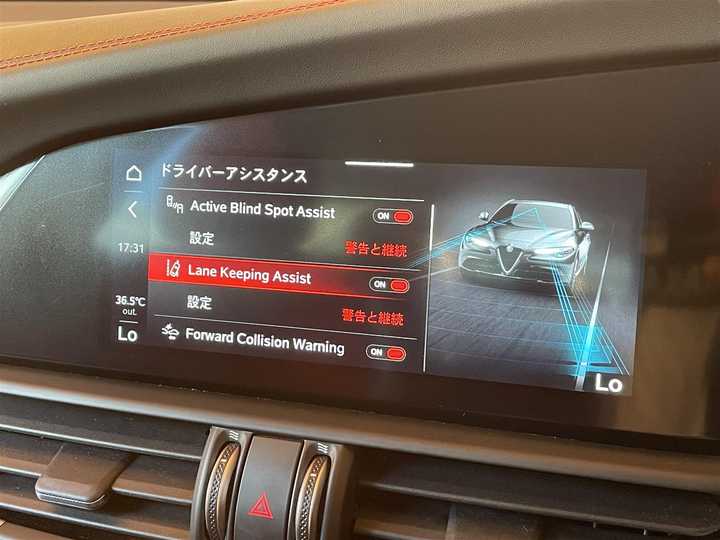 ドライバーアシスタンス
Active Blind Spot Assist
ON
設定
警告と継続
17:31
Lane Keeping Assist
ON
36.5℃
out.
設定
警告と継続
Lo
Forward Collision Warning
ON
Lo